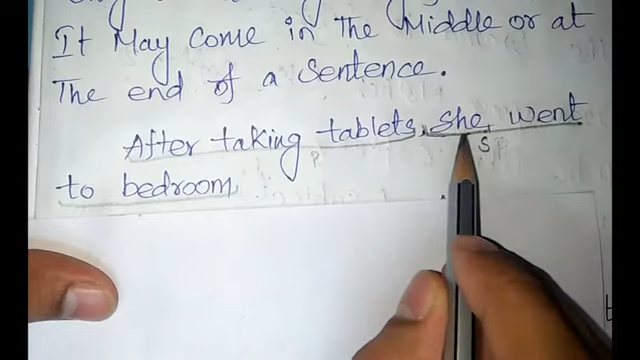 It May Come in The Middle or at
The end of a Sentence.
After taking tablets, she went
P
S
to bedroom